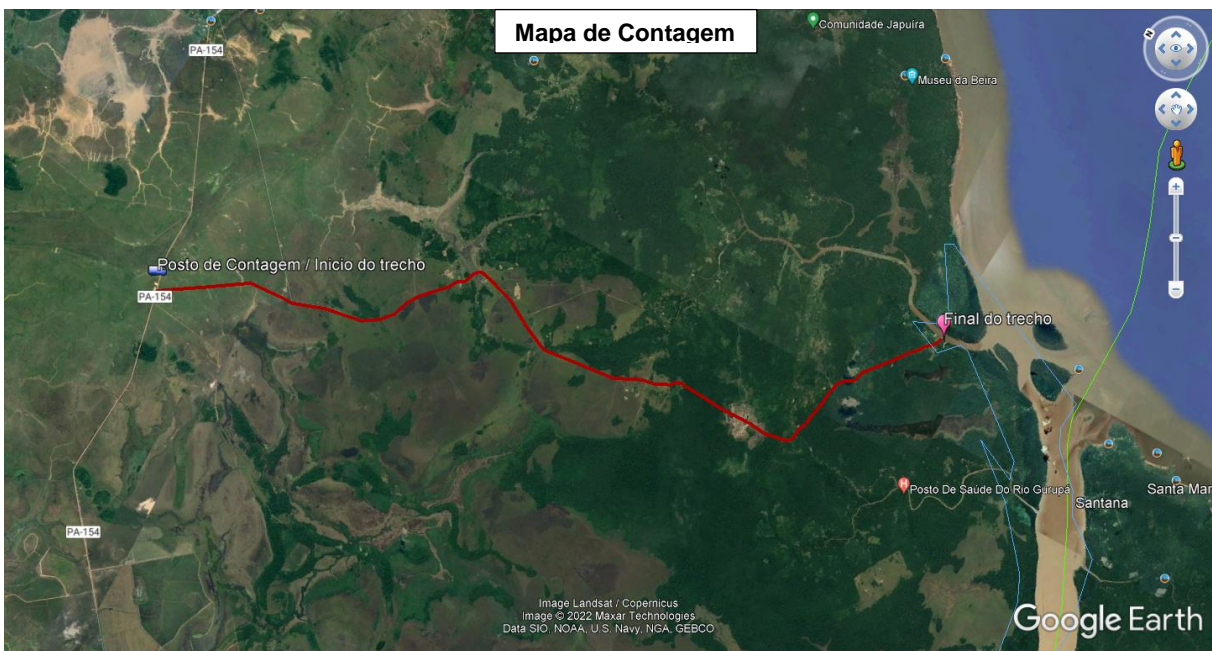 Mapa de Contagem
Comunidade Japuíra
PA-154
Museu da Beira
N
Posto de Contagem / Inicio do trecho
PA-154
Final do trecho
Posto De Saúde Do Rio Gurupá
Santa Mar
Santana
PA-154
Image Landsat / Copernicus
Image © 2022 Maxar Technologies
Data SIO, NOAA, U.S. Navy, NGA, GEBCO
Google Earth